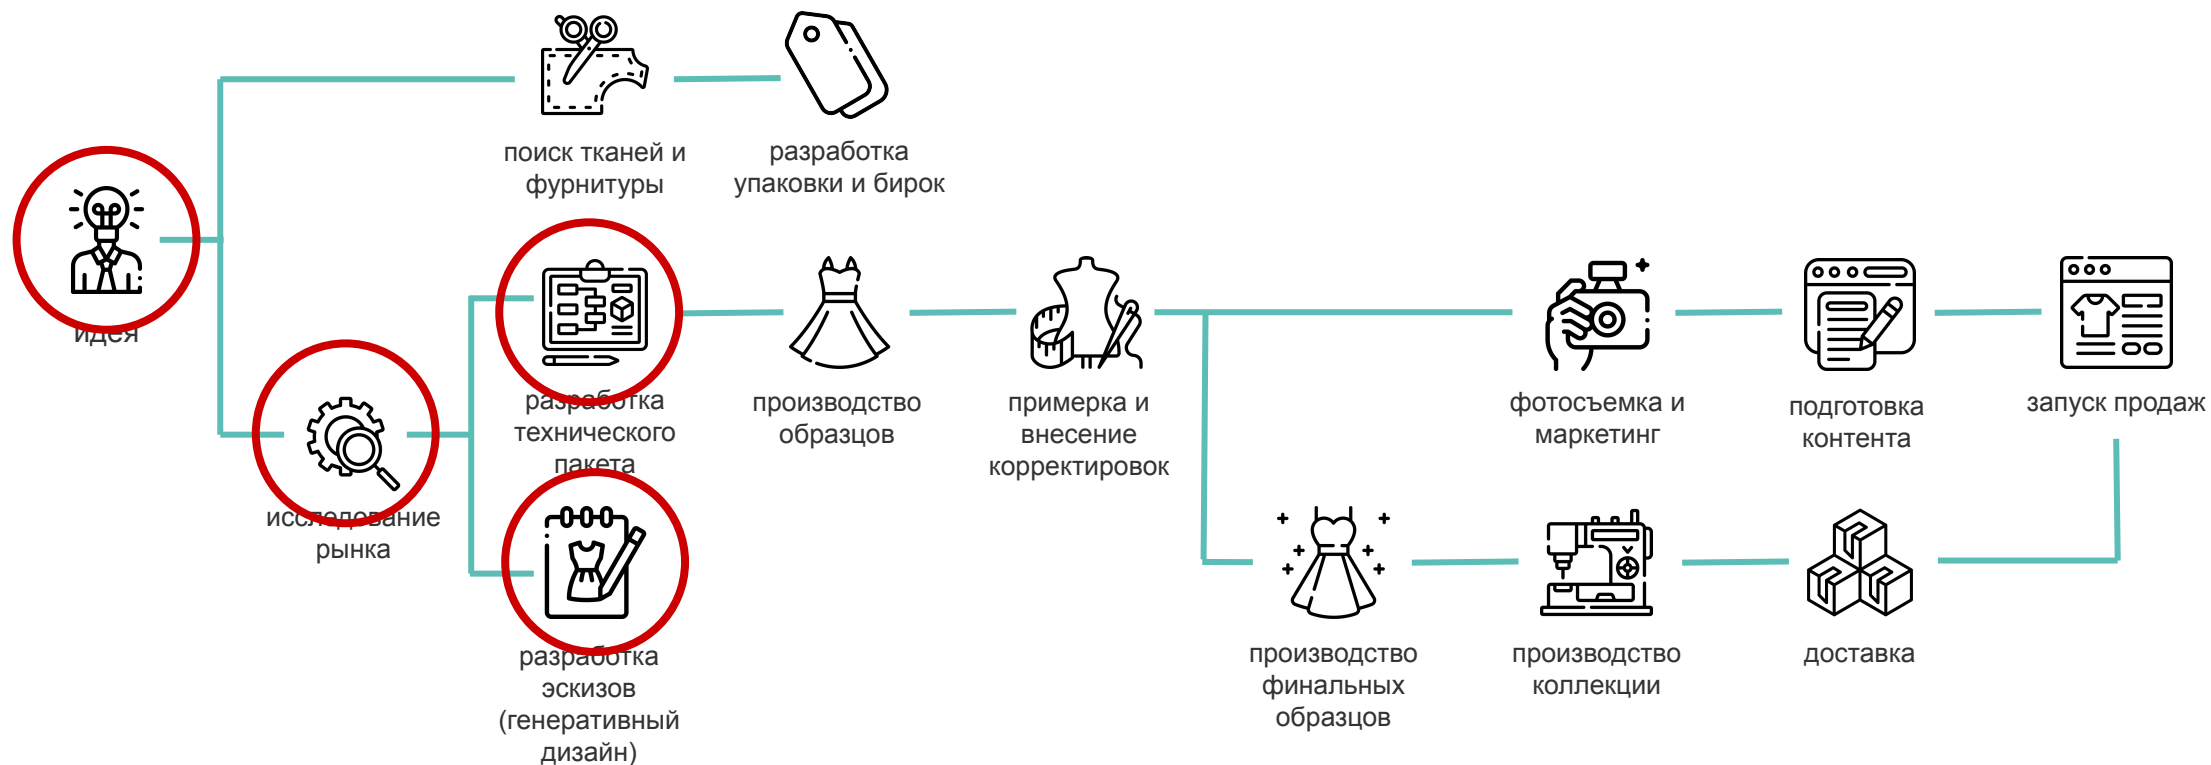 поиск тканей и
фурнитуры
разработка
упаковки и бирок
идея
разработка
технического
пакета
производство
образцов
примерка и
внесение
корректировок
фотосъемка и
маркетинг
подготовка
контента
запуск продаж
исследование
рынка
разработка
эскизов
(генеративный
дизайн)
производство
финальных
образцов
производство
коллекции
доставка